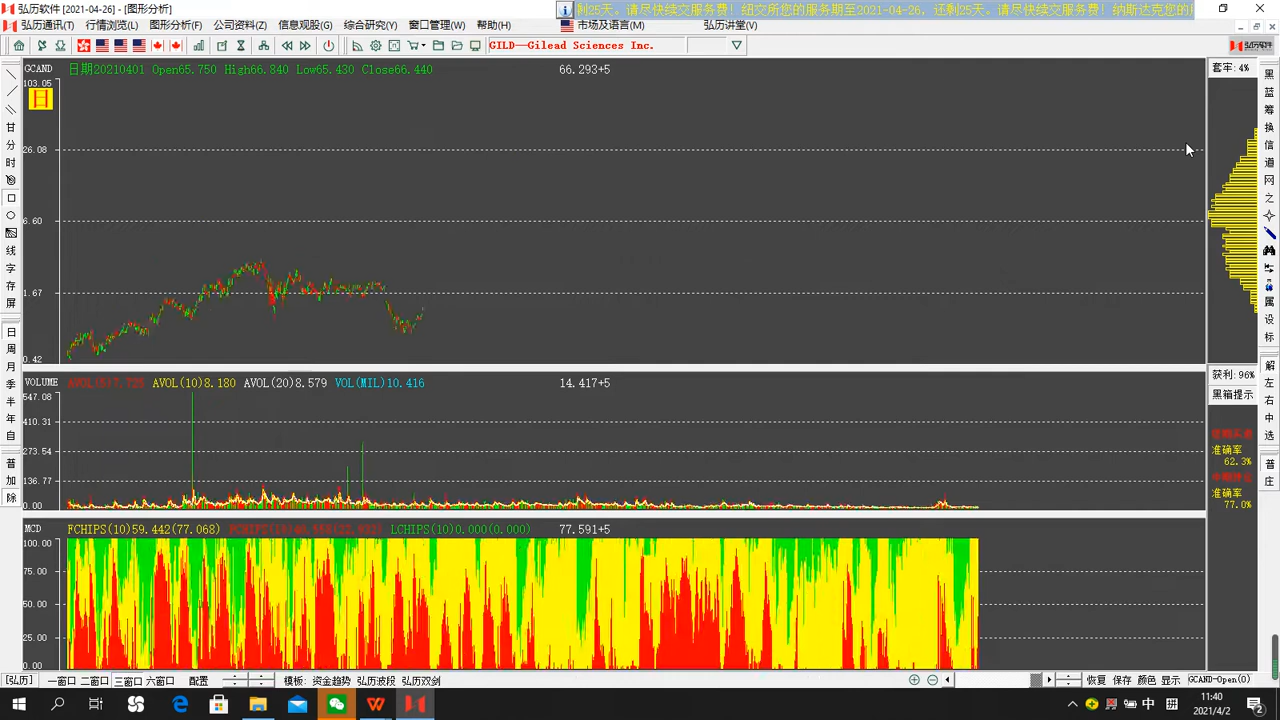 弘历软件 [2021-04-26] - [图形分析]
剩25天。请尽快续交服务费! 纽交所您的服务期至2021-04-26, 还剩25天。请尽快续交服务费! 纳斯达克您的
弘历资讯(T) 行情浏览(L) 图形分析(F) 公司资料(Z) 信息视股(G) 综合研究(Y) 窗口管理(W) 帮助(H) 市场及语言(M) 弘历讲堂(V)
GILD—Gilead Sciences Inc.
弘历软件
GCAND 日期20210401 Open65.750 High66.840 Low65.430 Close66.440 66.293+5
套牢: 4%
103.05
日
26.08
6.60
1.67
0.42
甘
分
时
线
字
存
屏
日
周
月
季
半
年
自
普
加
除
黑
蓝
筹
换
信
道
网
之
属
设
标
解
左
右
中
选
普
庄
VOLUME AVOL(5)7.725 AVOL(10)8.180 AVOL(20)8.579 VOL(MIL)10.416 14.417+5
获利: 96%
黑箱提示
547.08
410.31
273.54
136.77
0.00
准确率
62.3%
准确率
77.0%
MCD FCHIPS(10)59.442(77.068) LCHIPS(10)0.000(0.000) 77.591+5
100.00
75.00
50.00
25.00
0.00
[弘历] 一窗口 二窗口 三窗口 六窗口 配置 模板: 资金趋势 弘历波段 弘历双剑 恢复 保存 颜色 显示 GCAND-Open(0)
中 拼 11:40
2021/4/2
2